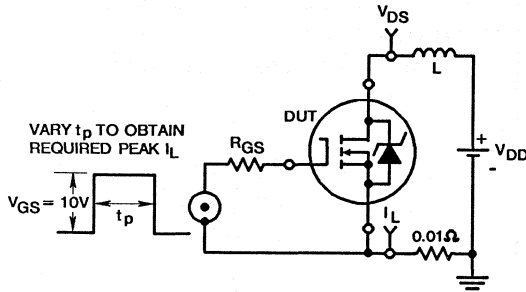 V_DS
L
DUT
VARY t_p TO OBTAIN
REQUIRED PEAK I_L
R_GS
+
V_DD
-
V_GS = 10V
t_p
I_L
0.01Ω